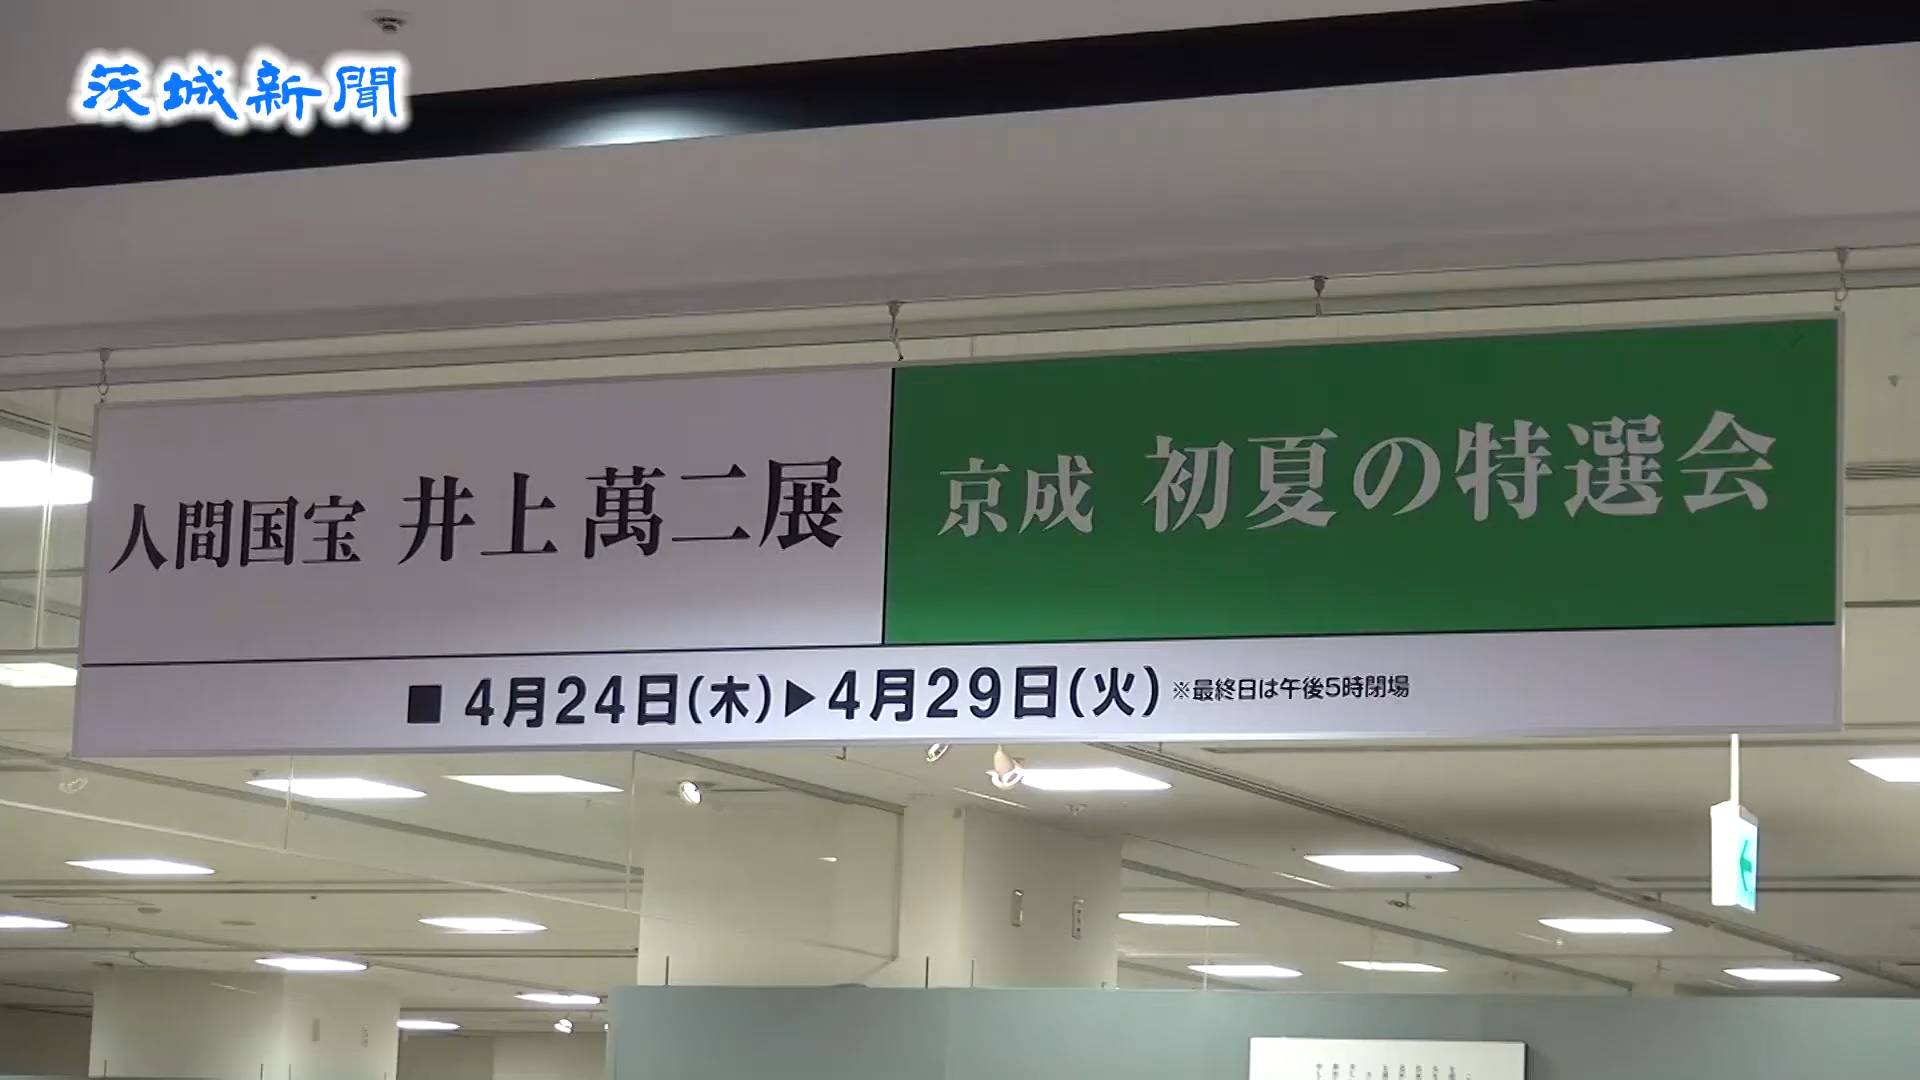 茨城新聞
人間国宝 井上萬二展
京成 初夏の特選会
■ 4月24日(木)▶4月29日(火) ※最終日は午後5時閉場